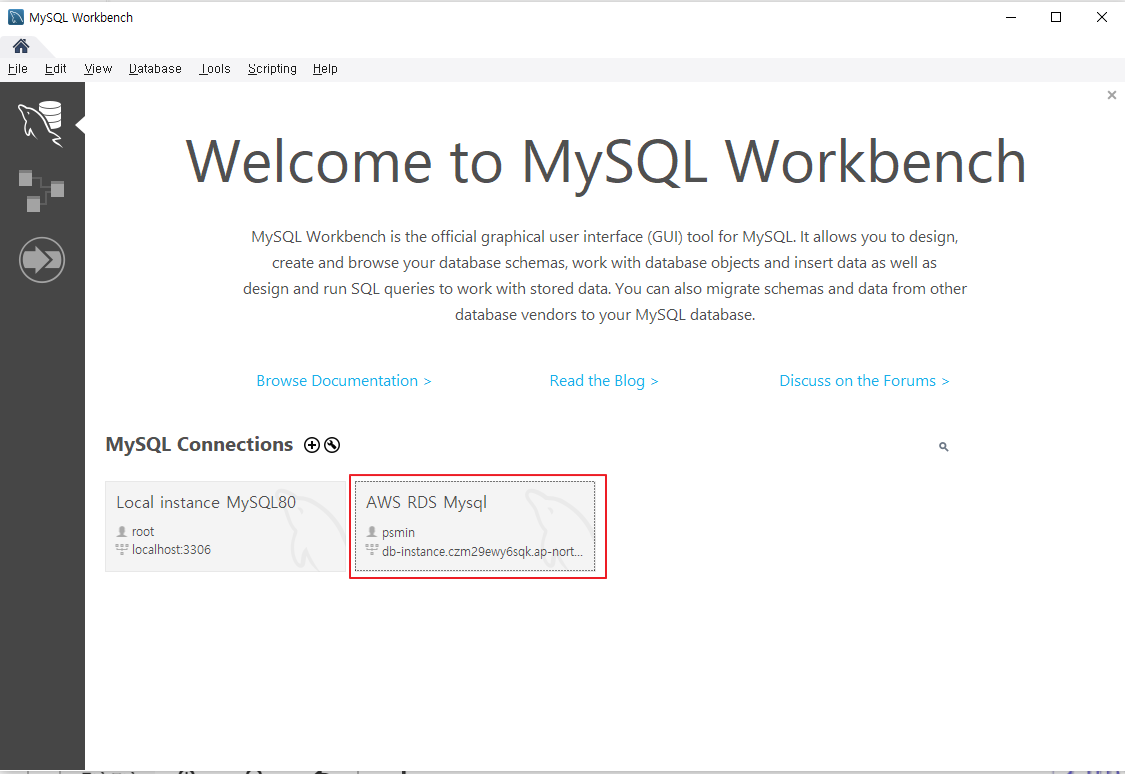 MySQL Workbench
File Edit View Database Tools Scripting Help
Welcome to MySQL Workbench
MySQL Workbench is the official graphical user interface (GUI) tool for MySQL. It allows you to design,
create and browse your database schemas, work with database objects and insert data as well as
design and run SQL queries to work with stored data. You can also migrate schemas and data from other
database vendors to your MySQL database.
Browse Documentation > Read the Blog > Discuss on the Forums >
MySQL Connections
Local instance MySQL80
root
localhost:3306
AWS RDS Mysql
psmin
db-instance.czm29ewy6sqk.ap-nort...